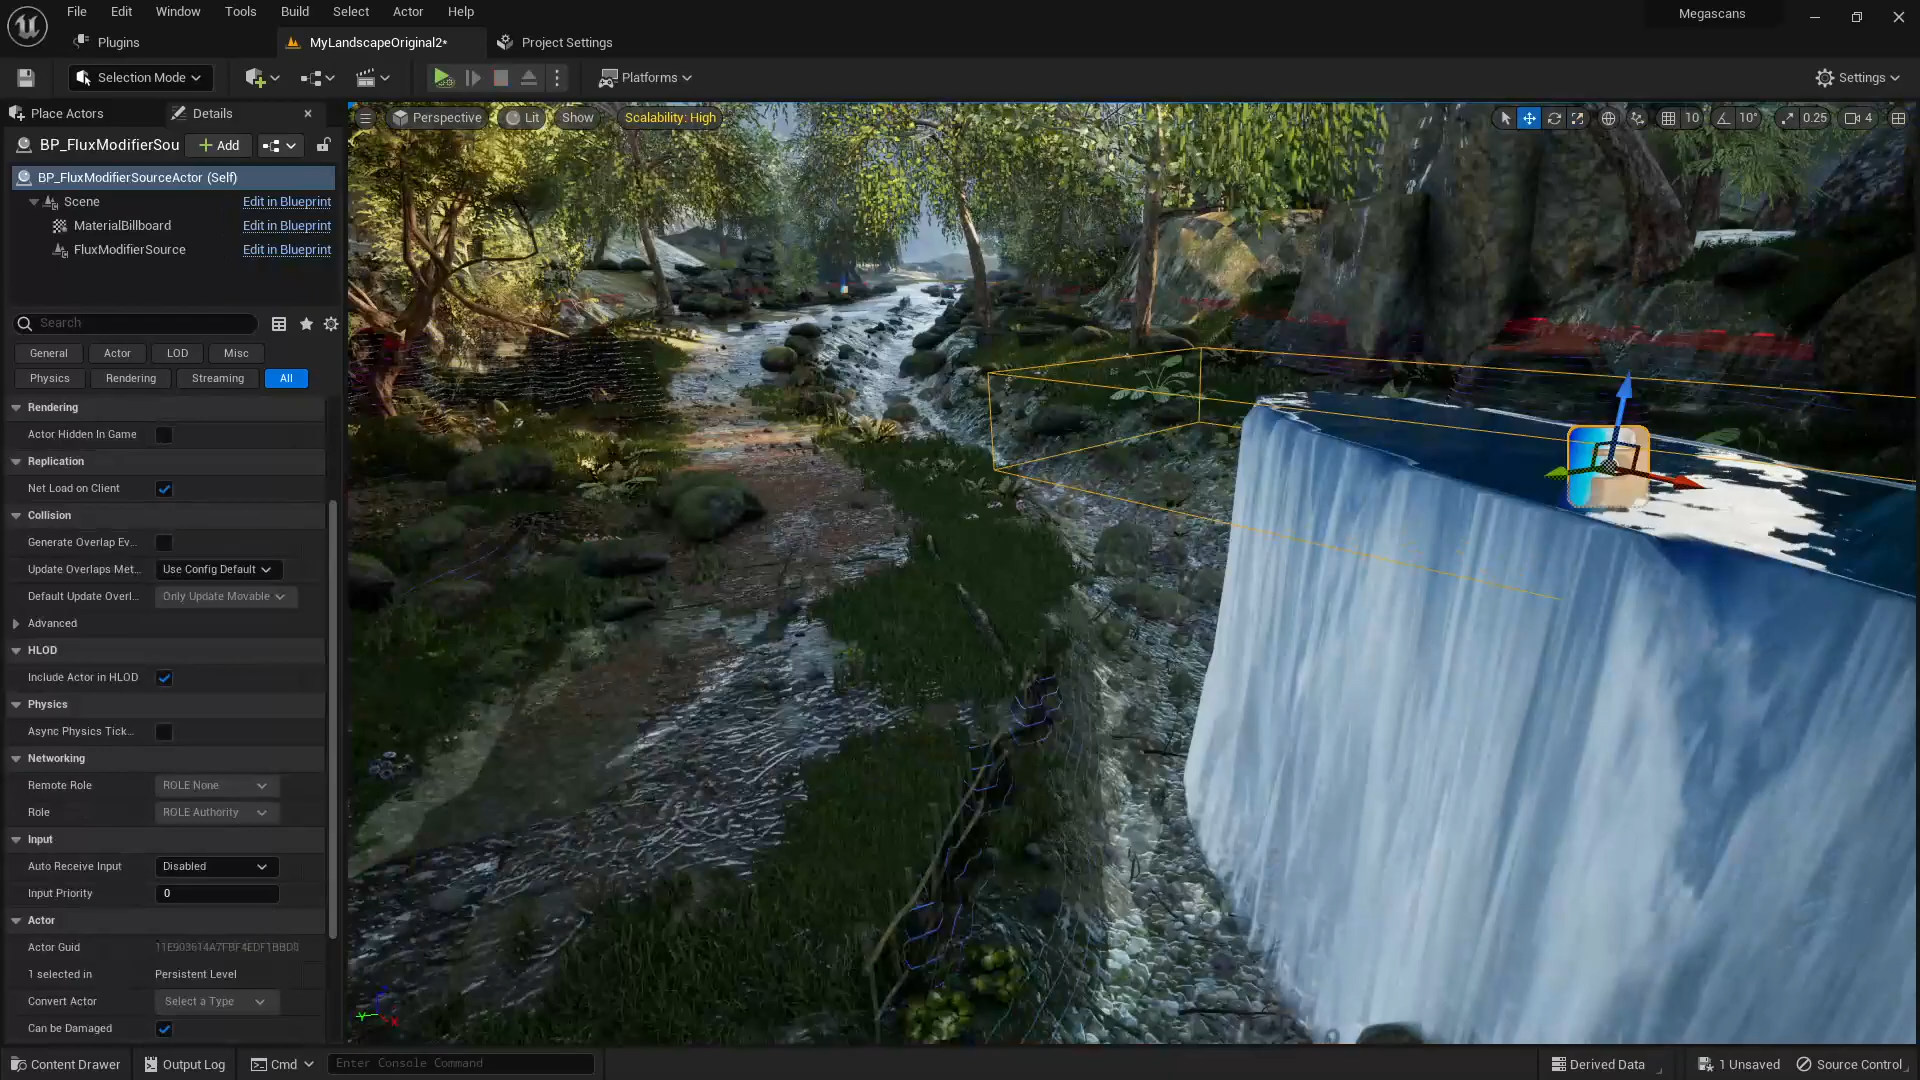 File Edit Window Tools Build Select Actor Help
Megascans
Plugins
MyLandscapeOriginal2*
Project Settings
Selection Mode
Platforms
Settings
Place Actors
Details
BP_FluxModifierSou
Add
BP_FluxModifierSourceActor (Self)
Scene Edit in Blueprint
MaterialBillboard Edit in Blueprint
FluxModifierSource Edit in Blueprint
Search
General Actor LOD Misc
Physics Rendering Streaming All
Rendering
Actor Hidden In Game
Replication
Net Load on Client
Collision
Generate Overlap Ev...
Update Overlaps Met... Use Config Default
Default Update Overl... Only Update Movable
Advanced
HLOD
Include Actor in HLOD
Physics
Async Physics Tick...
Networking
Remote Role ROLE None
Role ROLE Authority
Input
Auto Receive Input Disabled
Input Priority 0
Actor
Actor Guid
1 selected in Persistent Level
Convert Actor Select a Type
Can be Damaged
Perspective Lit Show Scalability: High
10 10° 0.25 4
Content Drawer Output Log Cmd Enter Console Command
Derived Data 1 Unsaved Source Control